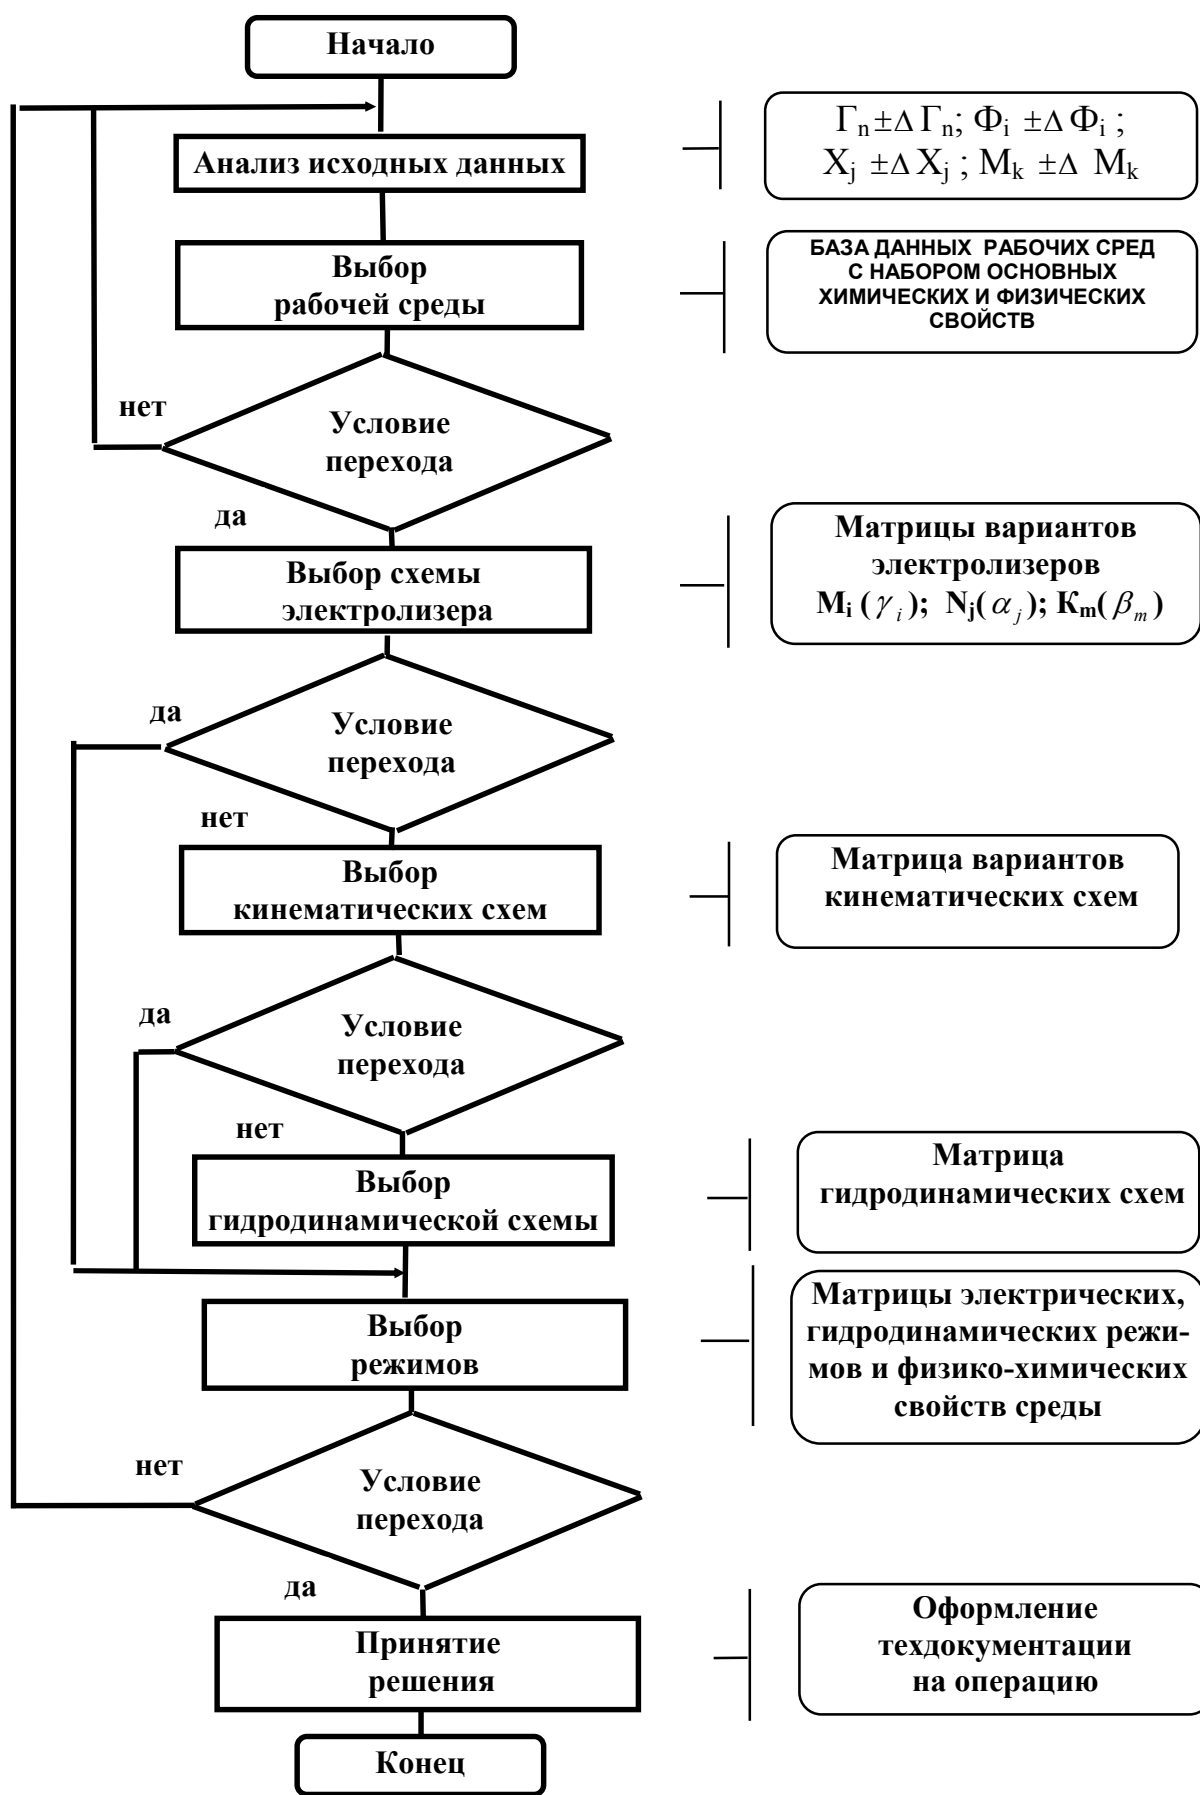 Начало
Анализ исходных данных
Γn ±Δ Γn; Φi ±Δ Φi ;
Xj ±Δ Xj ; Mk ±Δ Mk
Выбор
рабочей среды
БАЗА ДАННЫХ РАБОЧИХ СРЕД
С НАБОРОМ ОСНОВНЫХ
ХИМИЧЕСКИХ И ФИЗИЧЕСКИХ
СВОЙСТВ
нет
Условие
перехода
да
Выбор схемы
электролизера
Матрицы вариантов
электролизеров
Mi (γi); Nj(αj); Km(βm)
да
Условие
перехода
нет
Выбор
кинематических схем
Матрица вариантов
кинематических схем
да
Условие
перехода
нет
Выбор
гидродинамической схемы
Матрица
гидродинамических схем
Выбор
режимов
Матрицы электрических,
гидродинамических режи-
мов и физико-химических
свойств среды
нет
Условие
перехода
да
Принятие
решения
Оформление
техдокументации
на операцию
Конец